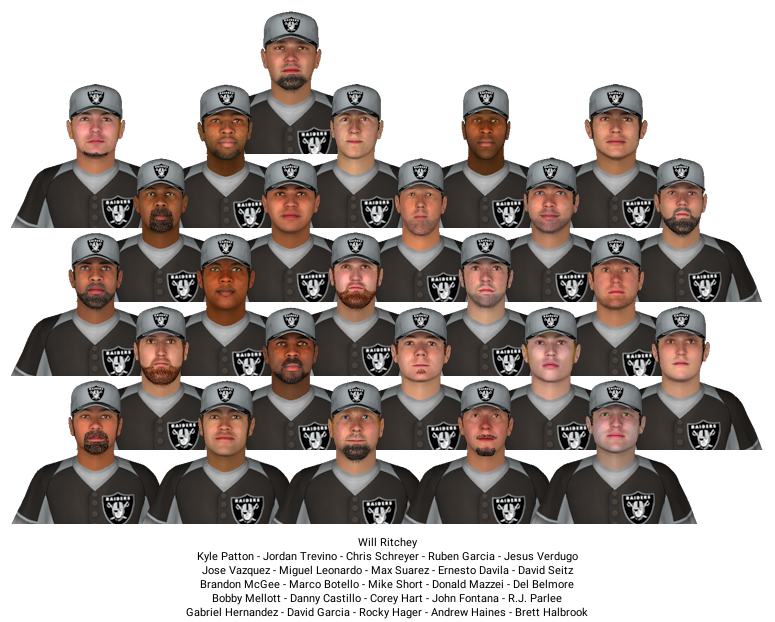 Will Ritchey
Kyle Patton - Jordan Trevino - Chris Schreyer - Ruben Garcia - Jesus Verdugo
Jose Vazquez - Miguel Leonardo - Max Suarez - Ernesto Davila - David Seitz
Brandon McGee - Marco Botello - Mike Short - Donald Mazzei - Del Belmore
Bobby Mellott - Danny Castillo - Corey Hart - John Fontana - R.J. Parlee
Gabriel Hernandez - David Garcia - Rocky Hager - Andrew Haines - Brett Halbrook